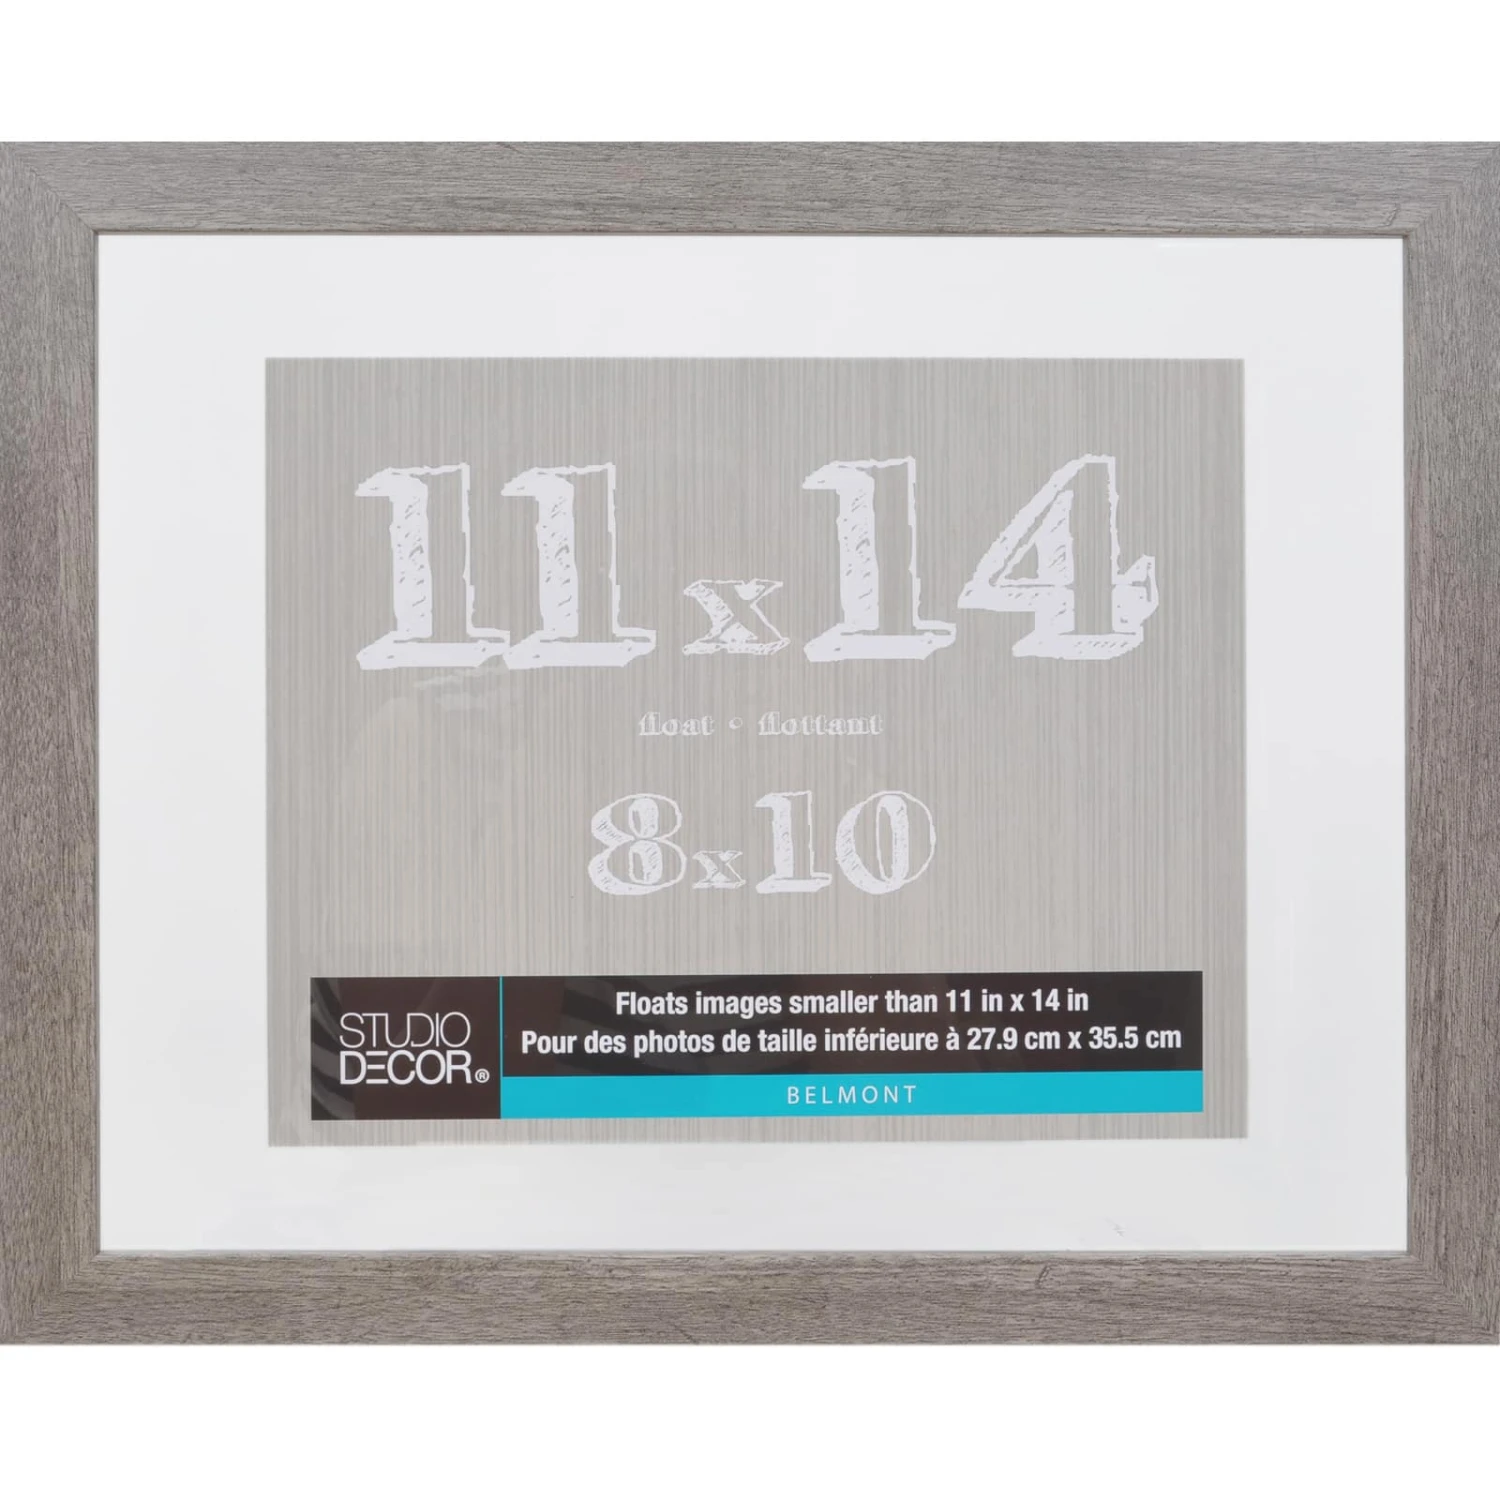 11x14
float • flottant
8x10
STUDIO
DECOR®
Floats images smaller than 11 in x 14 in
Pour des photos de taille inférieure à 27.9 cm x 35.5 cm
BELMONT